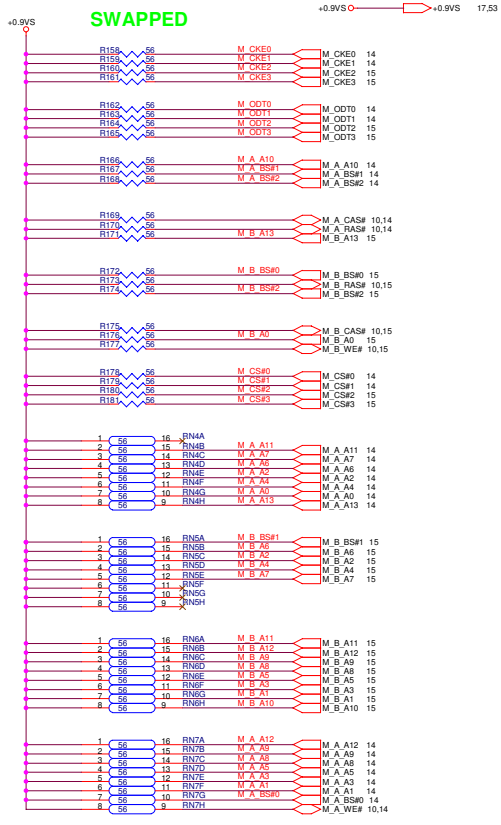 SWAPPED
+0.9VS +0.9VS 17,53
+0.9VS
R158 56 M_CKE0 M_CKE0 14
R159 56 M_CKE1 M_CKE1 14
R160 56 M_CKE2 M_CKE2 15
R161 56 M_CKE3 M_CKE3 15
R162 56 M_ODT0 M_ODT0 14
R163 56 M_ODT1 M_ODT1 14
R164 56 M_ODT2 M_ODT2 15
R165 56 M_ODT3 M_ODT3 15
R166 56 M_A_A10 M_A_A10 14
R167 56 M_A_BS#1 M_A_BS#1 14
R168 56 M_A_BS#2 M_A_BS#2 14
R169 56 M_A_CAS# 10,14
R170 56 M_A_RAS# 10,14
R171 56 M_B_A13 M_B_A13 15
R172 56 M_B_BS#0 M_B_BS#0 15
R173 56 M_B_RAS# 10,15
R174 56 M_B_BS#2 M_B_BS#2 15
R175 56 M_B_CAS# 10,15
R176 56 M_B_A0 M_B_A0 15
R177 56 M_B_WE# 10,15
R178 56 M_CS#0 M_CS#0 14
R179 56 M_CS#1 M_CS#1 14
R180 56 M_CS#2 M_CS#2 15
R181 56 M_CS#3 M_CS#3 15
1 56 16 RN4A
2 56 15 RN4B M_A_A11 M_A_A11 14
3 56 14 RN4C M_A_A7 M_A_A7 14
4 56 13 RN4D M_A_A6 M_A_A6 14
5 56 12 RN4E M_A_A2 M_A_A2 14
6 56 11 RN4F M_A_A4 M_A_A4 14
7 56 10 RN4G M_A_A0 M_A_A0 14
8 56 9 RN4H M_A_A13 M_A_A13 14
1 56 16 RN5A M_B_BS#1 M_B_BS#1 15
2 56 15 RN5B M_B_A6 M_B_A6 15
3 56 14 RN5C M_B_A2 M_B_A2 15
4 56 13 RN5D M_B_A4 M_B_A4 15
5 56 12 RN5E M_B_A7 M_B_A7 15
6 56 11 RN5F
7 56 10 RN5G
8 56 9 RN5H
1 56 16 RN6A M_B_A11 M_B_A11 15
2 56 15 RN6B M_B_A12 M_B_A12 15
3 56 14 RN6C M_B_A9 M_B_A9 15
4 56 13 RN6D M_B_A8 M_B_A8 15
5 56 12 RN6E M_B_A5 M_B_A5 15
6 56 11 RN6F M_B_A3 M_B_A3 15
7 56 10 RN6G M_B_A1 M_B_A1 15
8 56 9 RN6H M_B_A10 M_B_A10 15
1 56 16 RN7A M_A_A12 M_A_A12 14
2 56 15 RN7B M_A_A9 M_A_A9 14
3 56 14 RN7C M_A_A8 M_A_A8 14
4 56 13 RN7D M_A_A5 M_A_A5 14
5 56 12 RN7E M_A_A3 M_A_A3 14
6 56 11 RN7F M_A_A1 M_A_A1 14
7 56 10 RN7G M_A_BS#0 M_A_BS#0 14
8 56 9 RN7H M_A_WE# 10,14